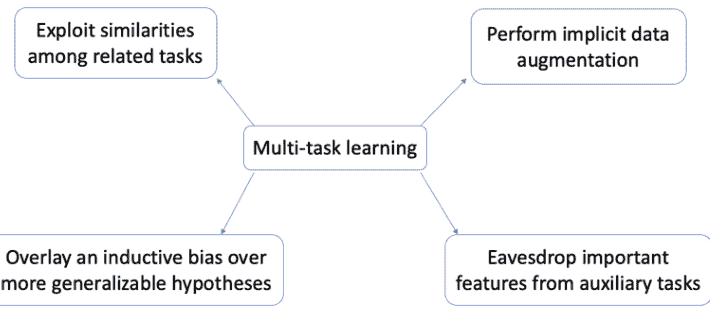 Exploit similarities
among related tasks
Perform implicit data
augmentation
Multi-task learning
Overlay an inductive bias over
more generalizable hypotheses
Eavesdrop important
features from auxiliary tasks